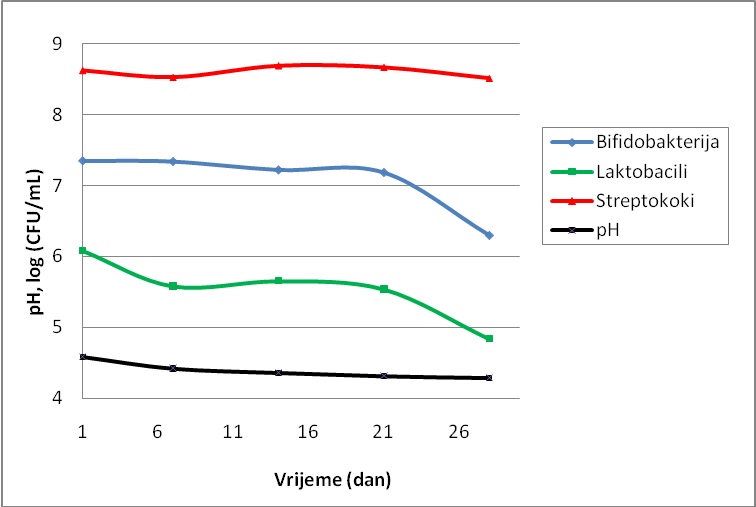 pH, log (CFU/mL)
9
8
7
6
5
4
1 6 11 16 21 26
Vrijeme (dan)
Bifidobakterija
Laktobacili
Streptokoki
pH